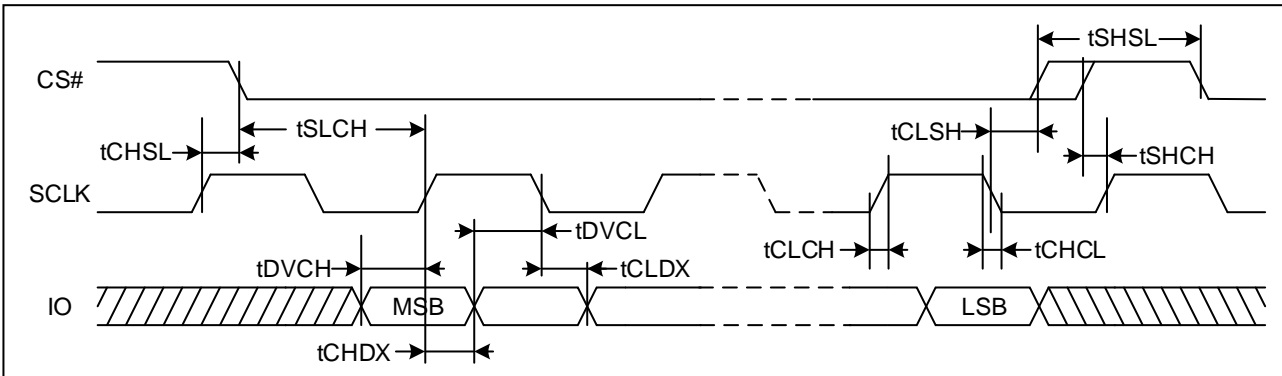 tSHSL
CS#
tSLCH
tCLSH
tCHSL
tSHCH
SCLK
tDVCL
tCLCH
tCHCL
tDVCH
tCLDX
IO
MSB
LSB
tCHDX